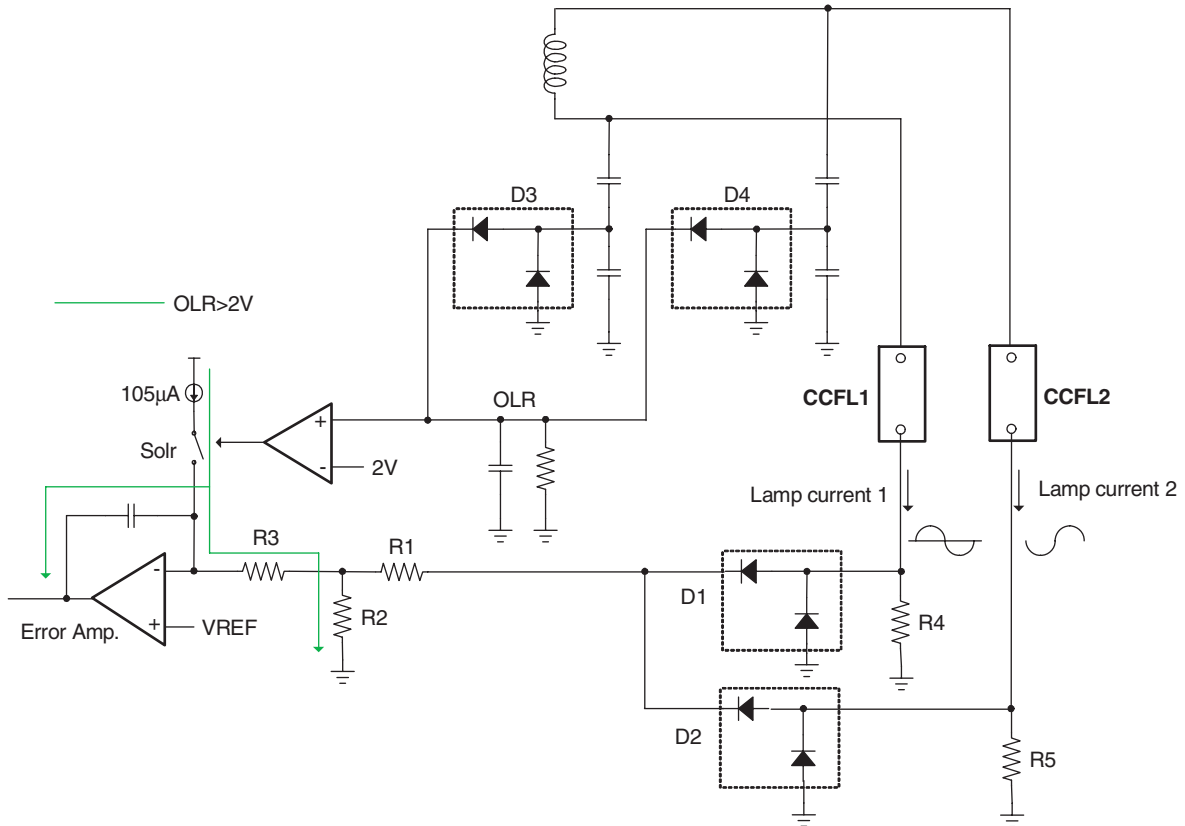 D3
D4
OLR>2V
105μA
OLR
CCFL1
CCFL2
+
-
2V
Solr
Lamp current 1
Lamp current 2
R3
R1
-
D1
R2
R4
+
VREF
Error Amp.
D2
R5